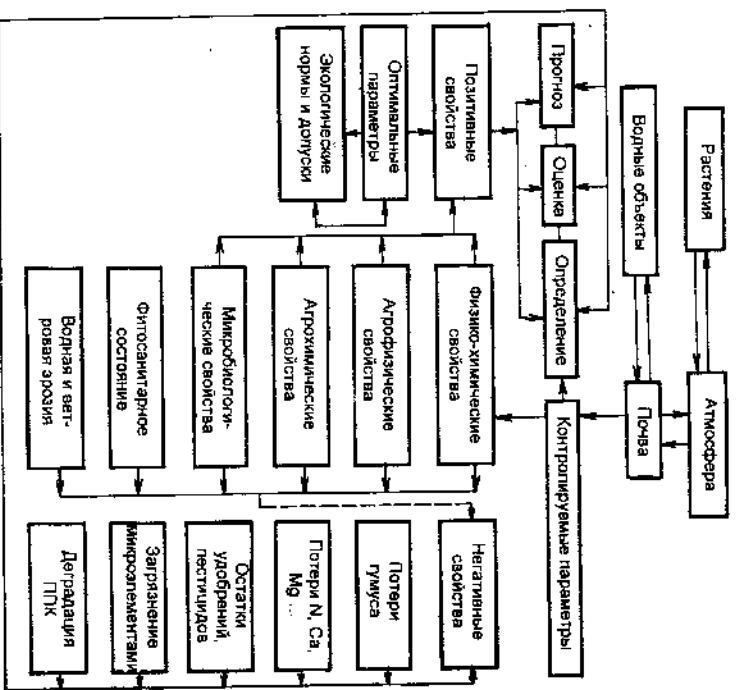 Растения
Атмосфера
Водные объекты
Почва
Прогноз
Оценка
Определение
Контролируемые параметры
Позитивные
свойства
Физико-химические
свойства
Негативные
свойства
Оптимальные
параметры
Агрофизические
свойства
Потери
гумуса
Экологические
нормы и допуски
Агрохимические
свойства
Потери N, Ca,
Mg ...
Микробиологи-
ческие свойства
Остатки
удобрений,
пестицидов
Фитосанитарное
состояние
Загрязнение
микроэлементами
Водная и вет-
ровая эрозия
Деградация
ППК